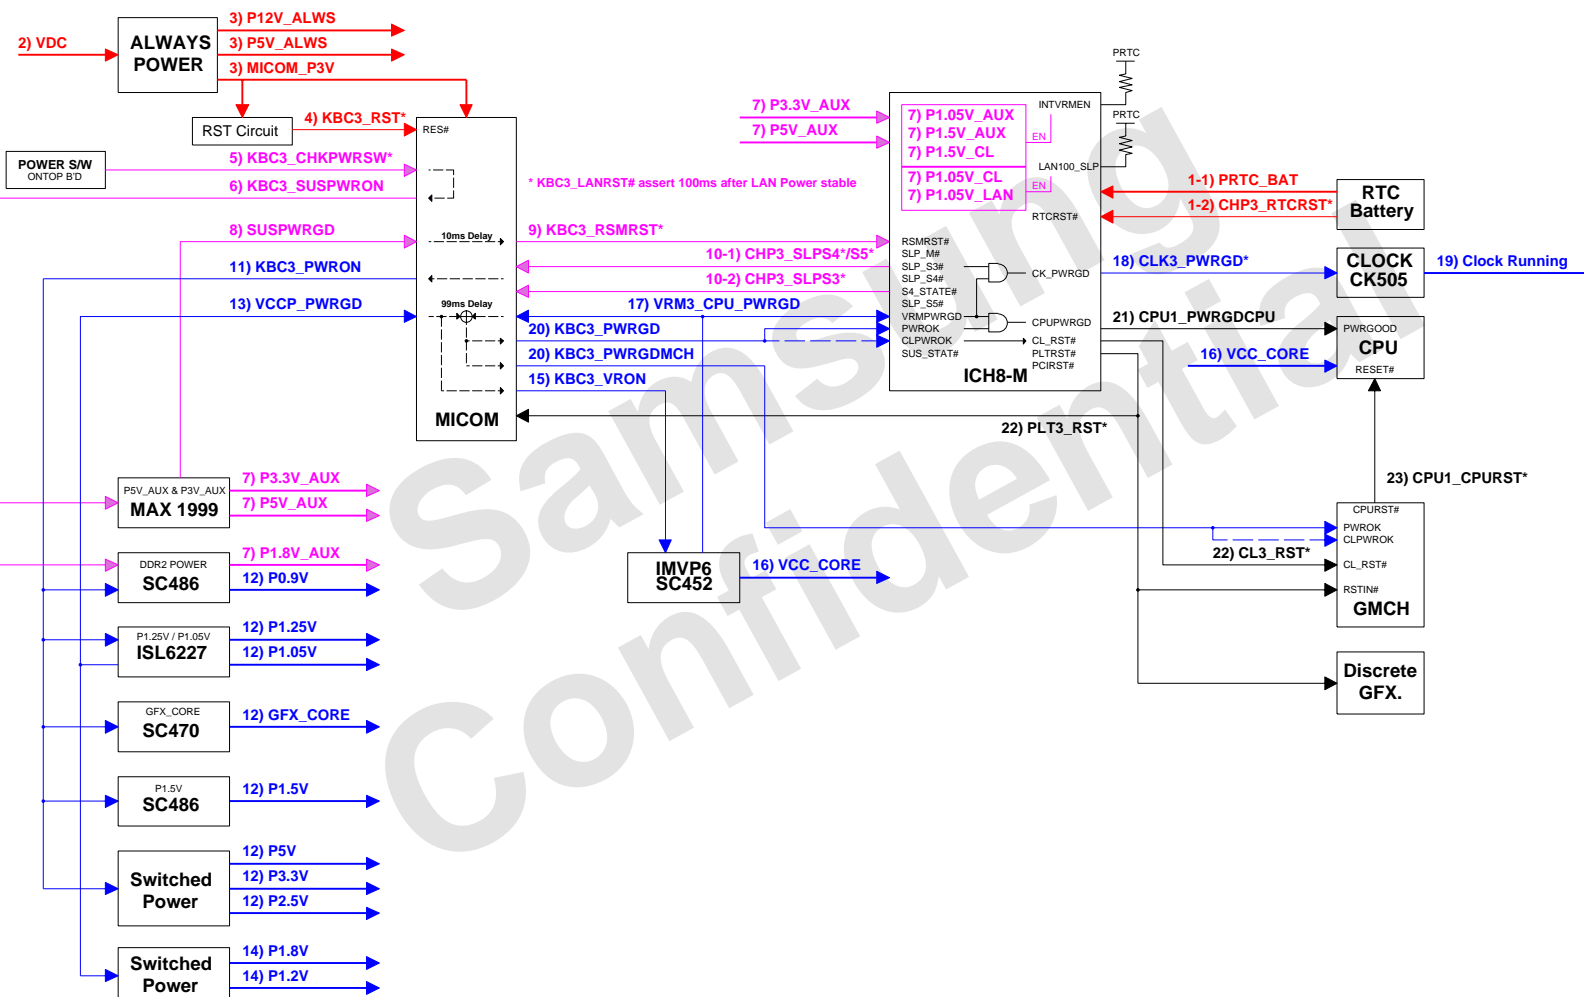 2) VDC
ALWAYS
POWER
3) P12V_ALWS
3) P5V_ALWS
3) MICOM_P3V
RST Circuit
4) KBC3_RST*
POWER S/W
ONTOP B'D
5) KBC3_CHKPWRSW*
6) KBC3_SUSPWRON
RES#
* KBC3_LANRST# assert 100ms after LAN Power stable
8) SUSPWRGD
10ms Delay
9) KBC3_RSMRST*
10-1) CHP3_SLPS4*/S5*
11) KBC3_PWRON
10-2) CHP3_SLPS3*
13) VCCP_PWRGD
99ms Delay
17) VRM3_CPU_PWRGD
20) KBC3_PWRGD
20) KBC3_PWRGDMCH
15) KBC3_VRON
MICOM
7) P3.3V_AUX
7) P5V_AUX
7) P1.05V_AUX
7) P1.5V_AUX
7) P1.5V_CL
EN
7) P1.05V_CL
7) P1.05V_LAN
EN
PRTC
INTVRMEN
PRTC
LAN100_SLP
RTCRST#
RSMRST#
SLP_M#
SLP_S3#
SLP_S4#
S4_STATE#
SLP_S5#
VRMPWRGD
PWROK
CLPWROK
SUS_STAT#
CK_PWRGD
CPUPWRGD
CL_RST#
PLTRST#
PCIRST#
ICH8-M
1-1) PRTC_BAT
1-2) CHP3_RTCRST*
RTC
Battery
18) CLK3_PWRGD*
CLOCK
CK505
19) Clock Running
21) CPU1_PWRGDCPU
16) VCC_CORE
PWRGOOD
CPU
RESET#
22) PLT3_RST*
23) CPU1_CPURST*
CPURST#
PWROK
CLPWROK
22) CL3_RST*
CL_RST#
RSTIN#
GMCH
Discrete
GFX.
P5V_AUX & P3V_AUX
MAX 1999
7) P3.3V_AUX
7) P5V_AUX
DDR2 POWER
SC486
7) P1.8V_AUX
12) P0.9V
IMVP6
SC452
16) VCC_CORE
P1.25V / P1.05V
ISL6227
12) P1.25V
12) P1.05V
GFX_CORE
SC470
12) GFX_CORE
P1.5V
SC486
12) P1.5V
Switched
Power
12) P5V
12) P3.3V
12) P2.5V
Switched
Power
14) P1.8V
14) P1.2V
Samsung
Confidential